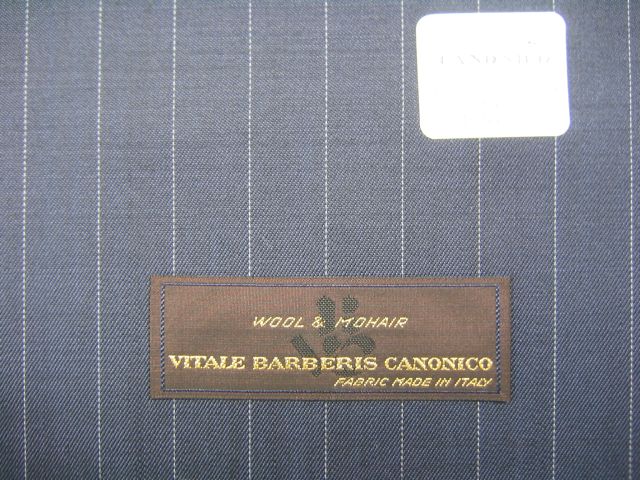 WOOL & MOHAIR
VITALE BARBERIS CANONICO
FABRIC MADE IN ITALY